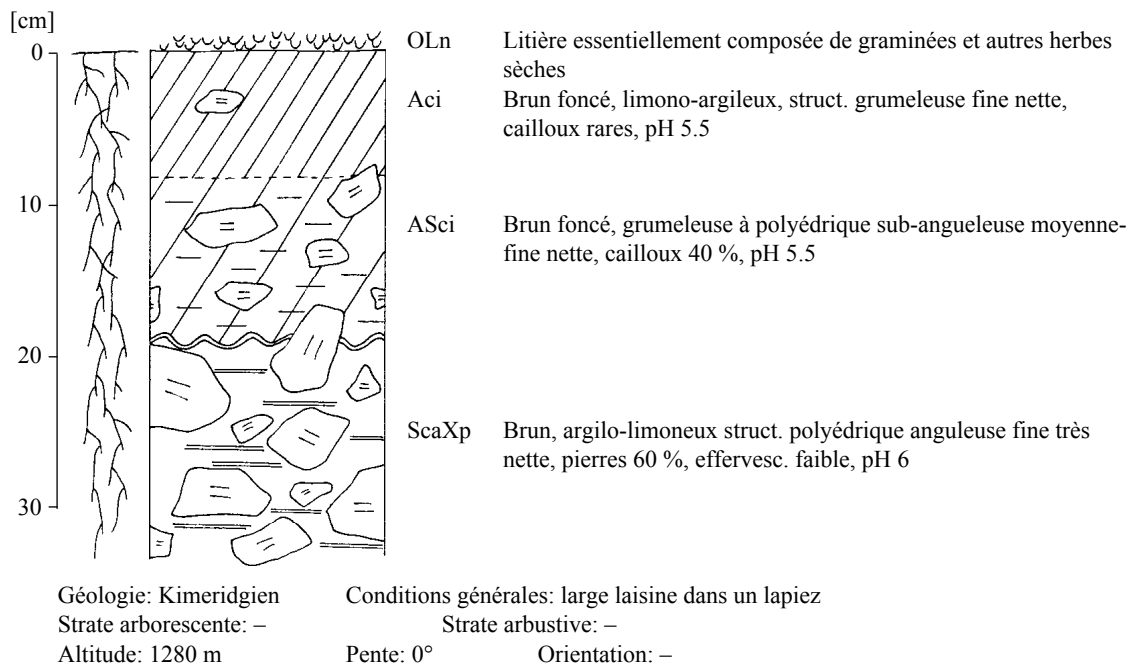 [cm]
0
10
20
30
OLn Litière essentiellement composée de graminées et autres herbes
sèches
Aci Brun foncé, limono-argileux, struct. grumeleuse fine nette,
cailloux rares, pH 5.5
ASci Brun foncé, grumeleuse à polyédrique sub-angueleuse moyenne-
fine nette, cailloux 40 %, pH 5.5
ScaXp Brun, argilo-limoneux struct. polyédrique anguleuse fine très
nette, pierres 60 %, effervesc. faible, pH 6
Géologie: Kimeridgien Conditions générales: large laisine dans un lapiez
Strate arborescente: – Strate arbustive: –
Altitude: 1280 m Pente: 0° Orientation: –